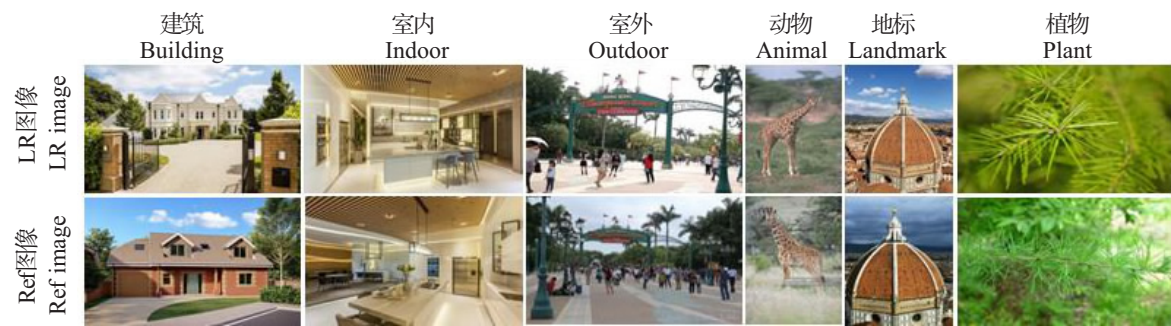 建筑
Building
室内
Indoor
室外
Outdoor
动物
Animal
地标
Landmark
植物
Plant
LR图像
LR image
Ref图像
Ref image